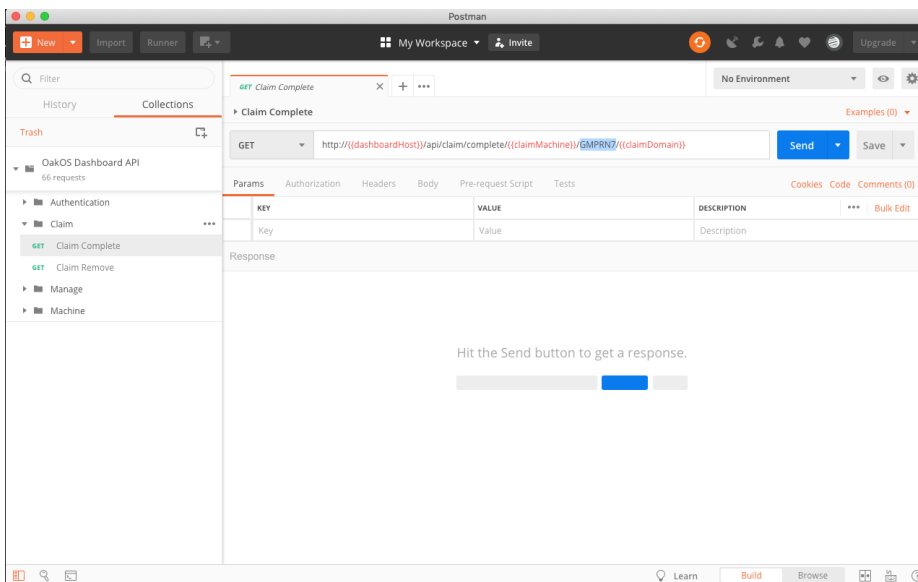 Postman
New Import Runner My Workspace Invite Upgrade
Filter
History Collections
Trash
OakOS Dashboard API
66 requests
Authentication
Claim
GET Claim Complete
GET Claim Remove
Manage
Machine
GET Claim Complete
No Environment
Claim Complete
Examples (0)
GET http://{{dashboardHost}}/api/claim/complete/{{claimMachine}}/GMPRN7/{{claimDomain}} Send Save
Params Authorization Headers Body Pre-request Script Tests Cookies Code Comments (0)
KEY VALUE DESCRIPTION Bulk Edit
Key Value Description
Response
Hit the Send button to get a response.
Learn Build Browse